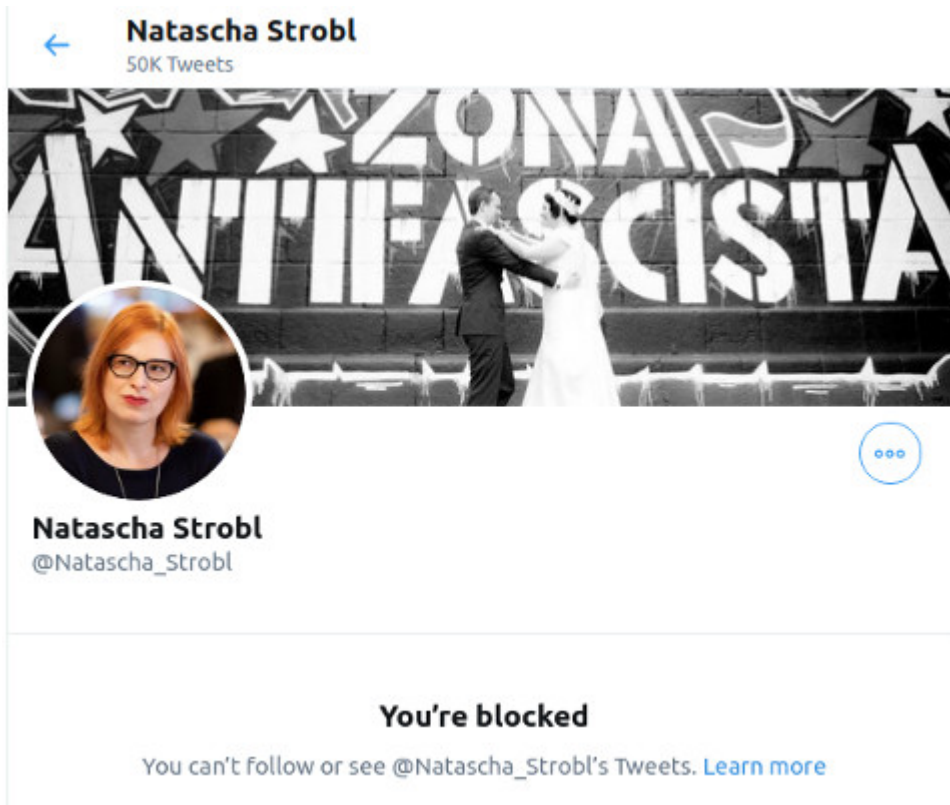 Natascha Strobl
50K Tweets
ZONA
ANTIFASCISTA
Natascha Strobl
@Natascha_Strobl
You’re blocked
You can’t follow or see @Natascha_Strobl’s Tweets. Learn more